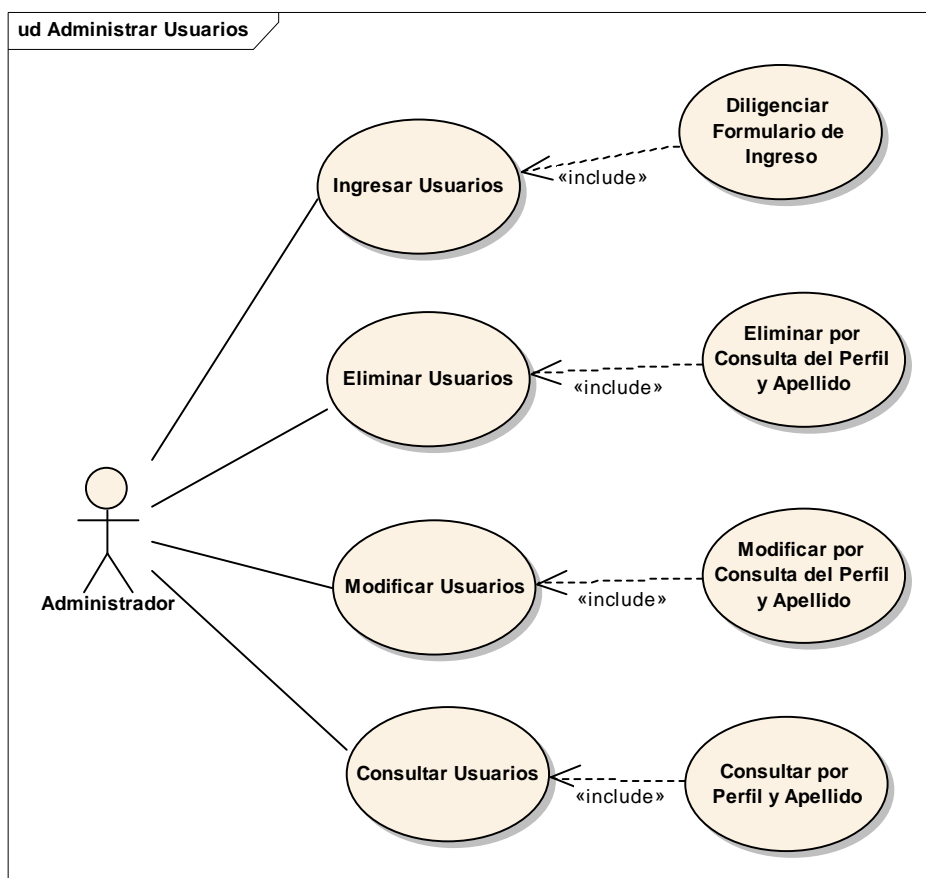 ud Administrar Usuarios
Diligenciar
Formulario de
Ingreso
Ingresar Usuarios
«include»
Eliminar por
Consulta del Perfil
y Apellido
Eliminar Usuarios
«include»
Modificar por
Consulta del Perfil
y Apellido
Modificar Usuarios
«include»
Administrador
Consultar por
Perfil y Apellido
Consultar Usuarios
«include»